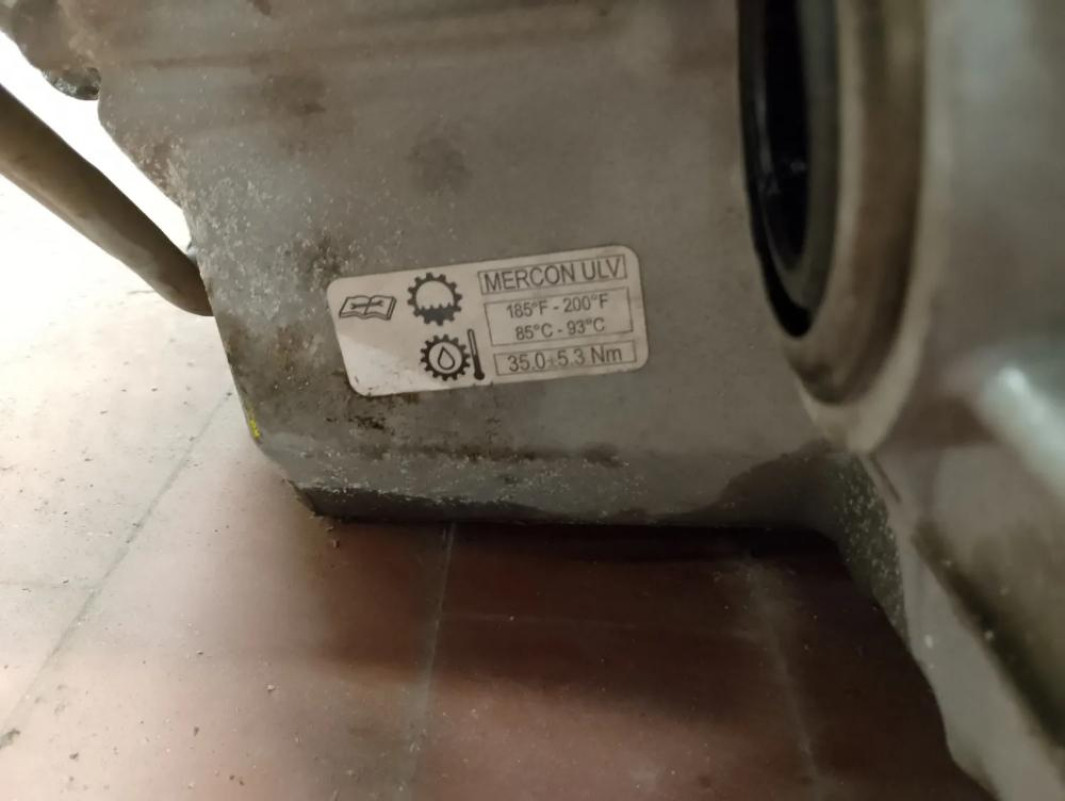 MERCON ULV
185°F - 200°F
85°C - 93°C
35.0±5.3 Nm